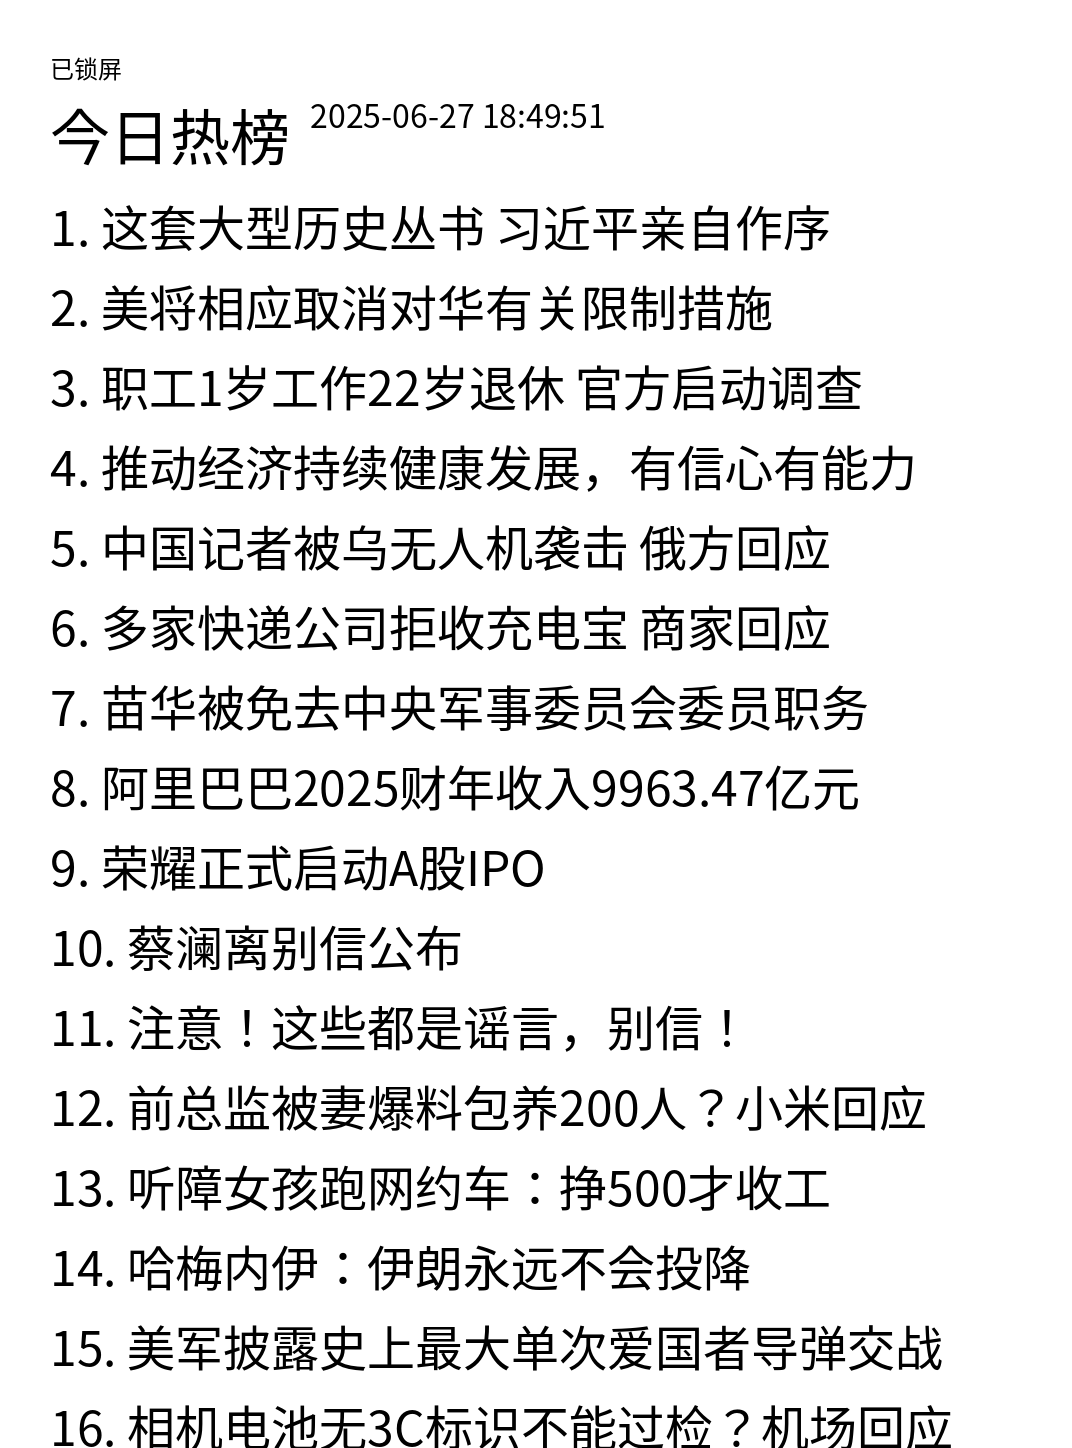 已锁屏
今日热榜 2025-06-27 18:49:51
1. 这套大型历史丛书 习近平亲自作序
2. 美将相应取消对华有关限制措施
3. 职工1岁工作22岁退休 官方启动调查
4. 推动经济持续健康发展，有信心有能力
5. 中国记者被乌无人机袭击 俄方回应
6. 多家快递公司拒收充电宝 商家回应
7. 苗华被免去中央军事委员会委员职务
8. 阿里巴巴2025财年收入9963.47亿元
9. 荣耀正式启动A股IPO
10. 蔡澜离别信公布
11. 注意！这些都是谣言，别信！
12. 前总监被妻爆料包养200人？小米回应
13. 听障女孩跑网约车：挣500才收工
14. 哈梅内伊：伊朗永远不会投降
15. 美军披露史上最大单次爱国者导弹交战
16. 相机电池无3C标识不能过检？机场回应